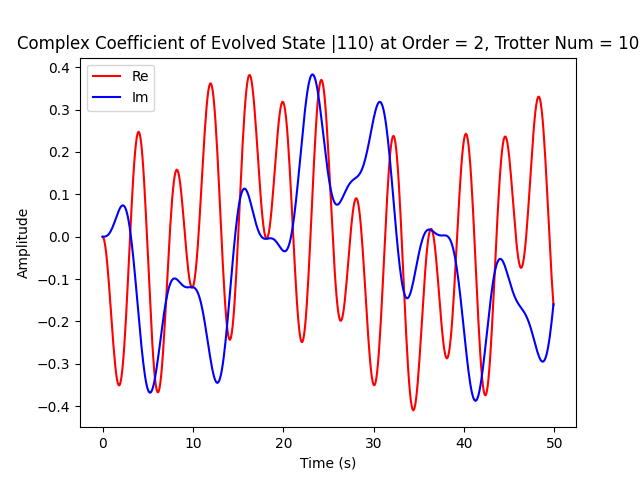 Complex Coefficient of Evolved State |110⟩ at Order = 2, Trotter Num = 10
Re
Im
0.4
0.3
0.2
0.1
0.0
−0.1
−0.2
−0.3
−0.4
Amplitude
0 10 20 30 40 50
Time (s)